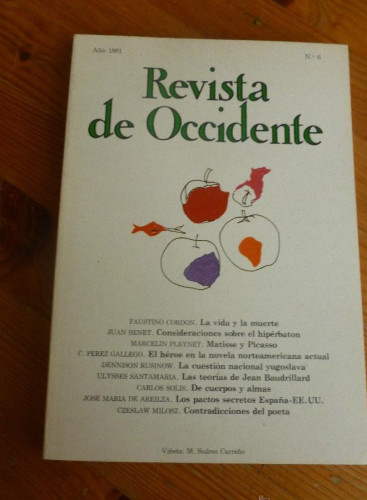 Año 1981
N.º 6
Revista
de Occidente
FAUSTINO CORDON. La vida y la muerte
JUAN BENET. Consideraciones sobre el hipérbaton
MARCELIN PLEYNET. Matisse y Picasso
C. PEREZ GALLEGO. El héroe en la novela norteamericana actual
DENNISON RUSINOW. La cuestión nacional yugoslava
ULYSSES SANTAMARIA. Las teorías de Jean Baudrillard
CARLOS SOLIS. De cuerpos y almas
JOSE MARIA DE AREILZA. Los pactos secretos España-EE.UU.
CZESLAW MILOSZ. Contradicciones del poeta
Viñeta: M. Suárez Carreño